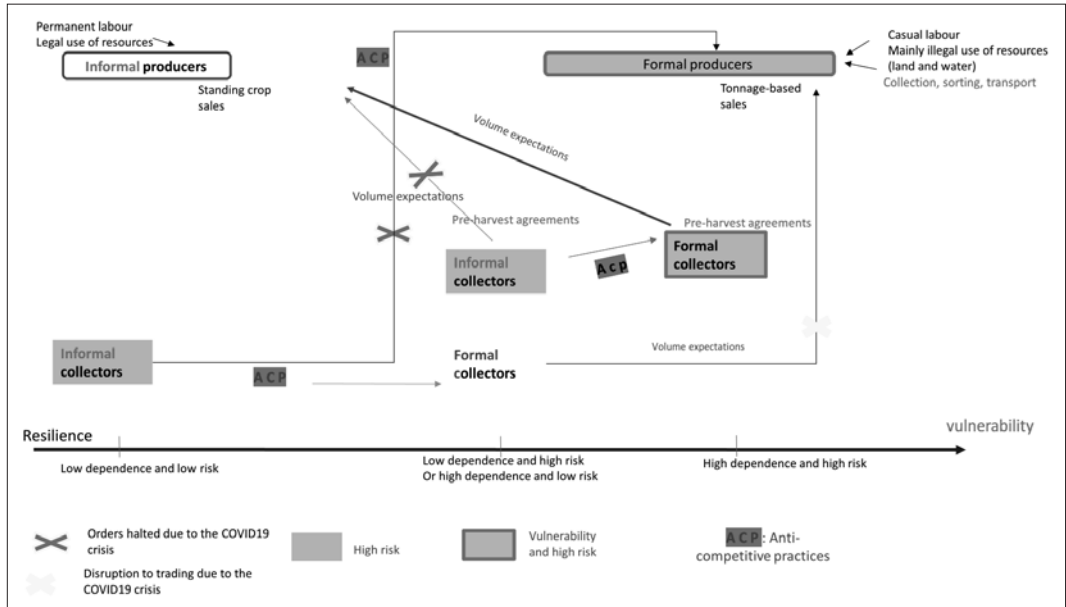 Permanent labour
Legal use of resources
Informal producers
Standing crop
sales
A C P
Formal producers
Tonnage-based
sales
Casual labour
Mainly illegal use of resources
(land and water)
Collection, sorting, transport
Volume expectations
Volume expectations
Pre-harvest agreements
Pre-harvest agreements
Informal
collectors
A c p
Formal
collectors
Informal
collectors
A C P
Formal
collectors
Volume expectations
Resilience
vulnerability
Low dependence and low risk
Low dependence and high risk
Or high dependence and low risk
High dependence and high risk
Orders halted due to the COVID19
crisis
High risk
Vulnerability
and high risk
A C P: Anti-
competitive practices
Disruption to trading due to the
COVID19 crisis